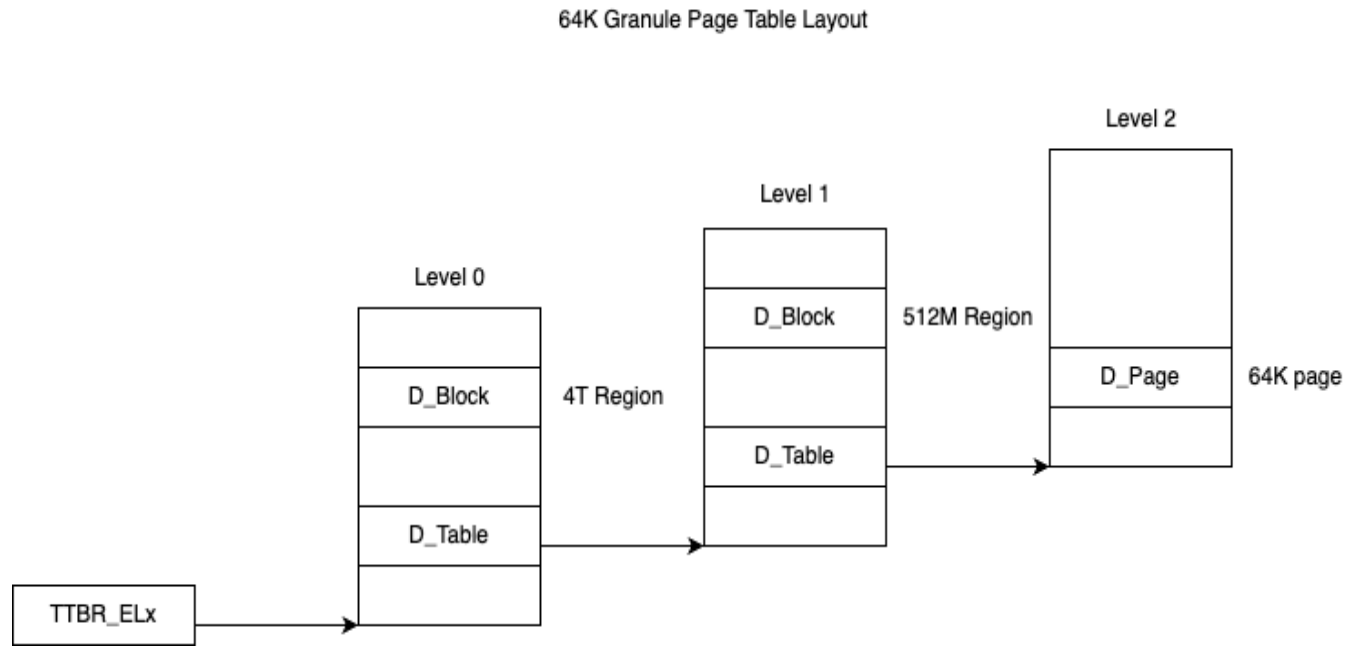 64K Granule Page Table Layout
Level 2
Level 1
Level 0
D_Block
512M Region
D_Page
64K page
D_Block
4T Region
D_Table
D_Table
TTBR_ELx